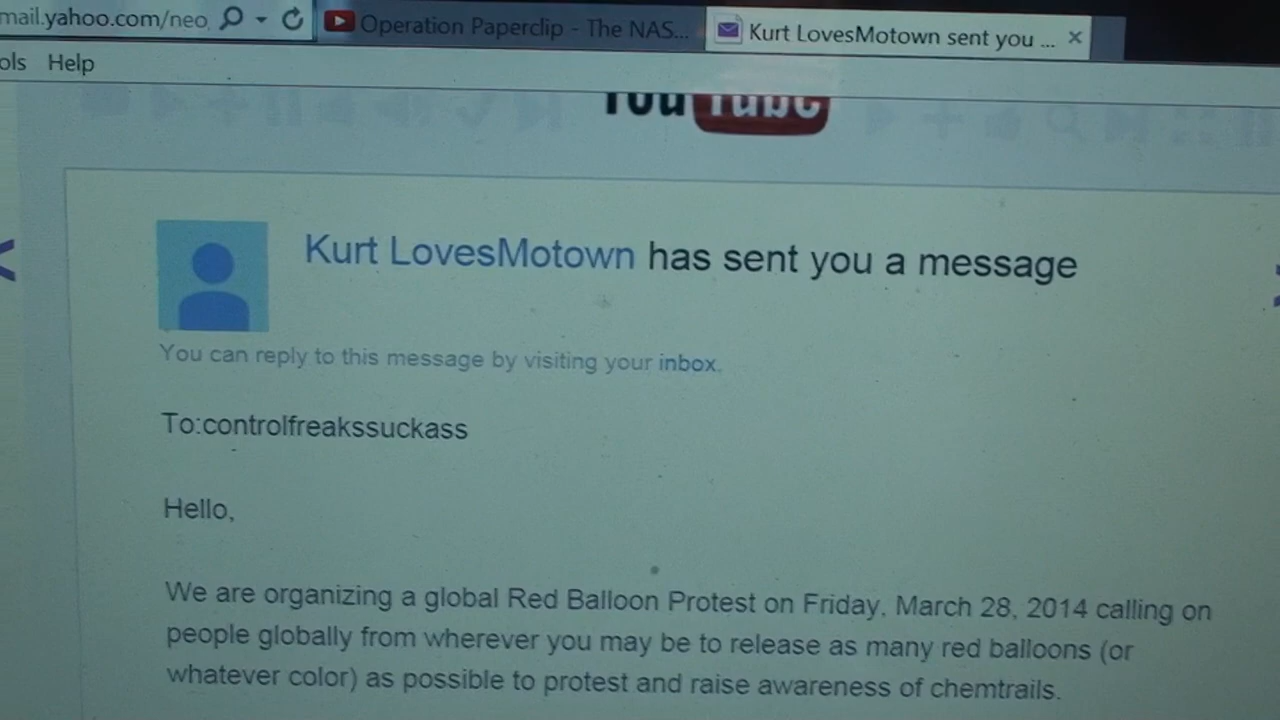 mail.yahoo.com/neo
Operation Paperclip - The NAS...
Kurt LovesMotown sent you ...
ols Help
YouTube
Kurt LovesMotown has sent you a message
You can reply to this message by visiting your inbox.
To:controlfreakssuckass
Hello,
We are organizing a global Red Balloon Protest on Friday, March 28, 2014 calling on
people globally from wherever you may be to release as many red balloons (or
whatever color) as possible to protest and raise awareness of chemtrails.